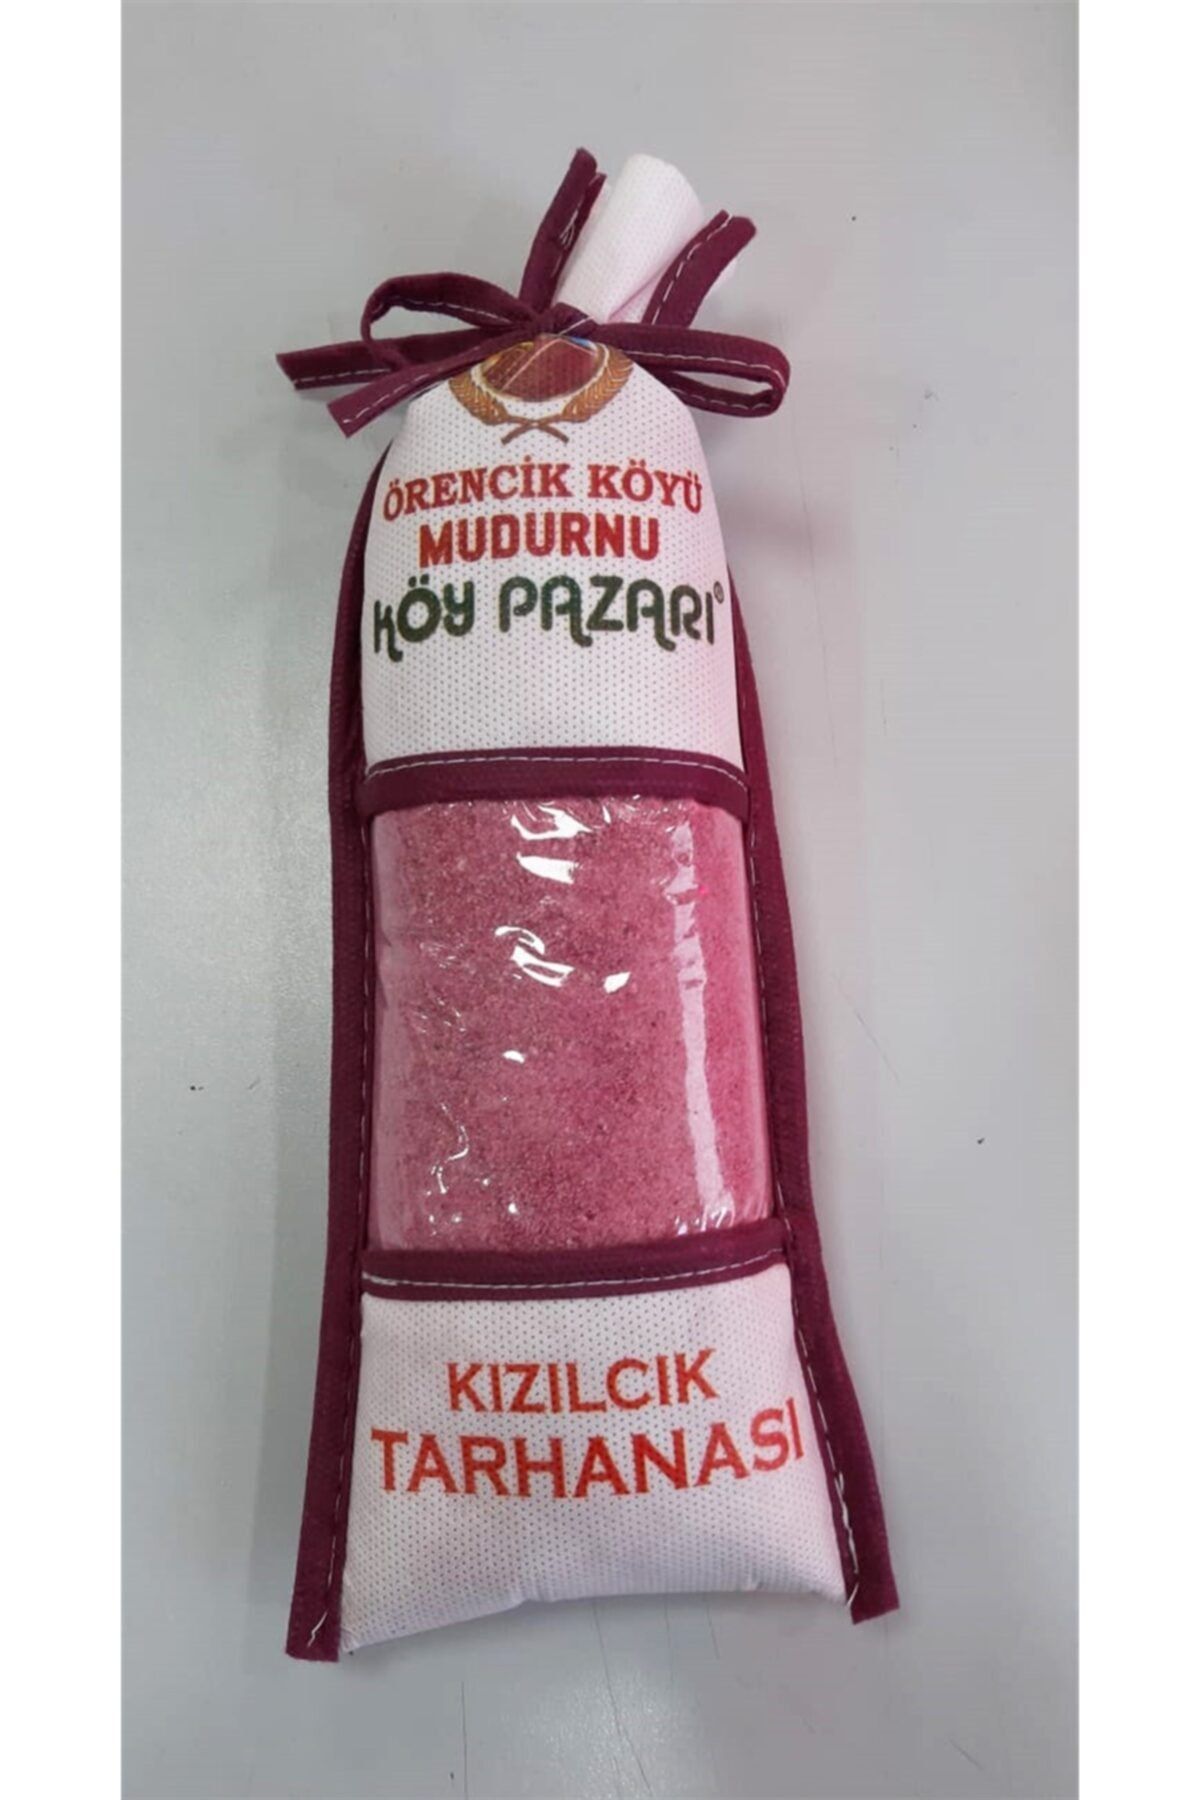 ÖRENCİK KÖYÜ
MUDURNU
KÖY PAZARI®
KIZILCIK
TARHANASI